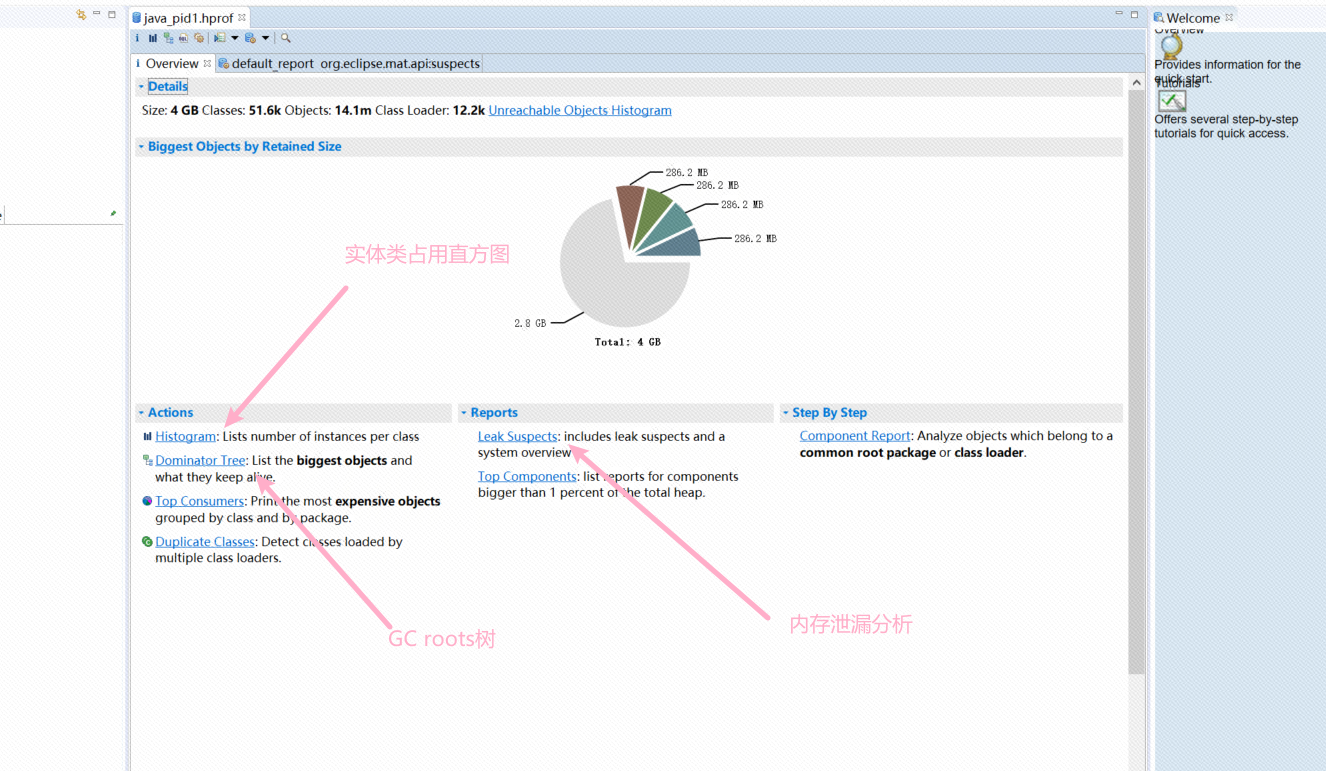 java_pid1.hprof
Welcome
Overview
Provides information for the
quick start.
Tutorials
Offers several step-by-step
tutorials for quick access.
i Overview
default_report org.eclipse.mat.api:suspects
Details
Size: 4 GB Classes: 51.6k Objects: 14.1m Class Loader: 12.2k Unreachable Objects Histogram
Biggest Objects by Retained Size
286.2 MB
286.2 MB
286.2 MB
286.2 MB
2.8 GB
Total: 4 GB
实体类占用直方图
Actions
Histogram: Lists number of instances per class
Dominator Tree: List the biggest objects and
what they keep alive.
Top Consumers: Print the most expensive objects
grouped by class and by package.
Duplicate Classes: Detect classes loaded by
multiple class loaders.
Reports
Leak Suspects: includes leak suspects and a
system overview
Top Components: list reports for components
bigger than 1 percent of the total heap.
Step By Step
Component Report: Analyze objects which belong to a
common root package or class loader.
GC roots树
内存泄漏分析